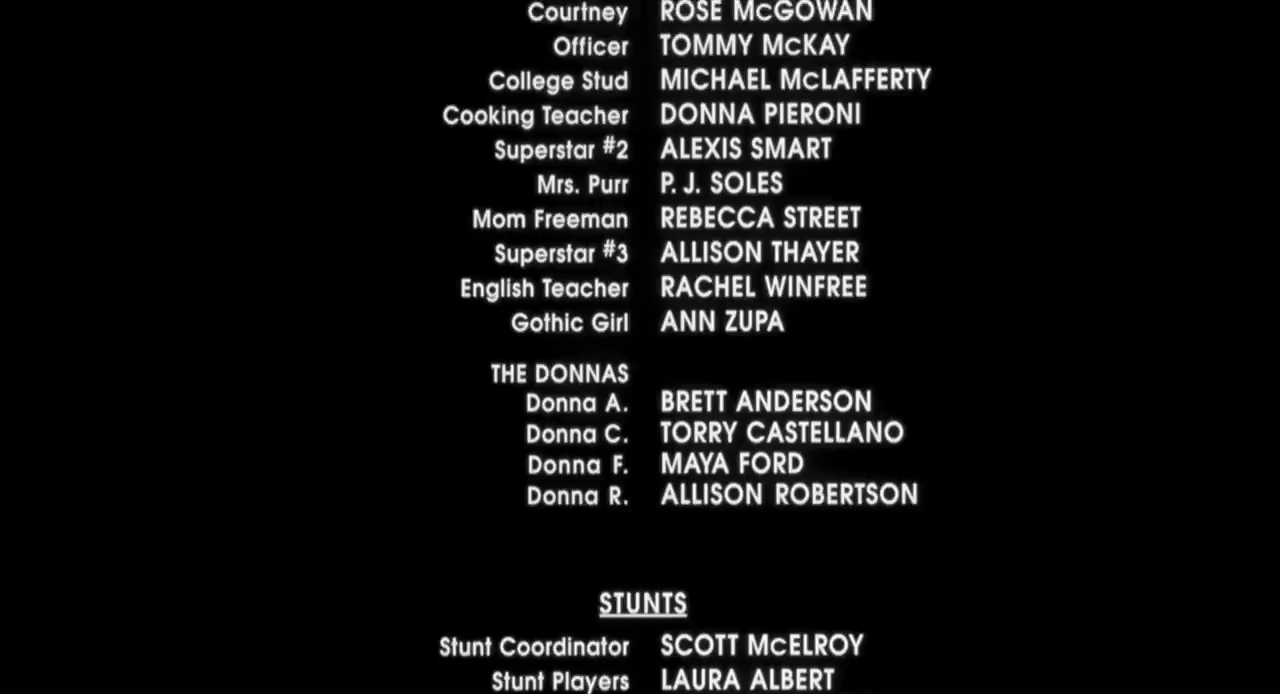 Courtney ROSE McGOWAN
Officer TOMMY McKAY
College Stud MICHAEL McLAFFERTY
Cooking Teacher DONNA PIERONI
Superstar #2 ALEXIS SMART
Mrs. Purr P. J. SOLES
Mom Freeman REBECCA STREET
Superstar #3 ALLISON THAYER
English Teacher RACHEL WINFREE
Gothic Girl ANN ZUPA
THE DONNAS
Donna A. BRETT ANDERSON
Donna C. TORRY CASTELLANO
Donna F. MAYA FORD
Donna R. ALLISON ROBERTSON
STUNTS
Stunt Coordinator SCOTT McELROY
Stunt Players LAURA ALBERT